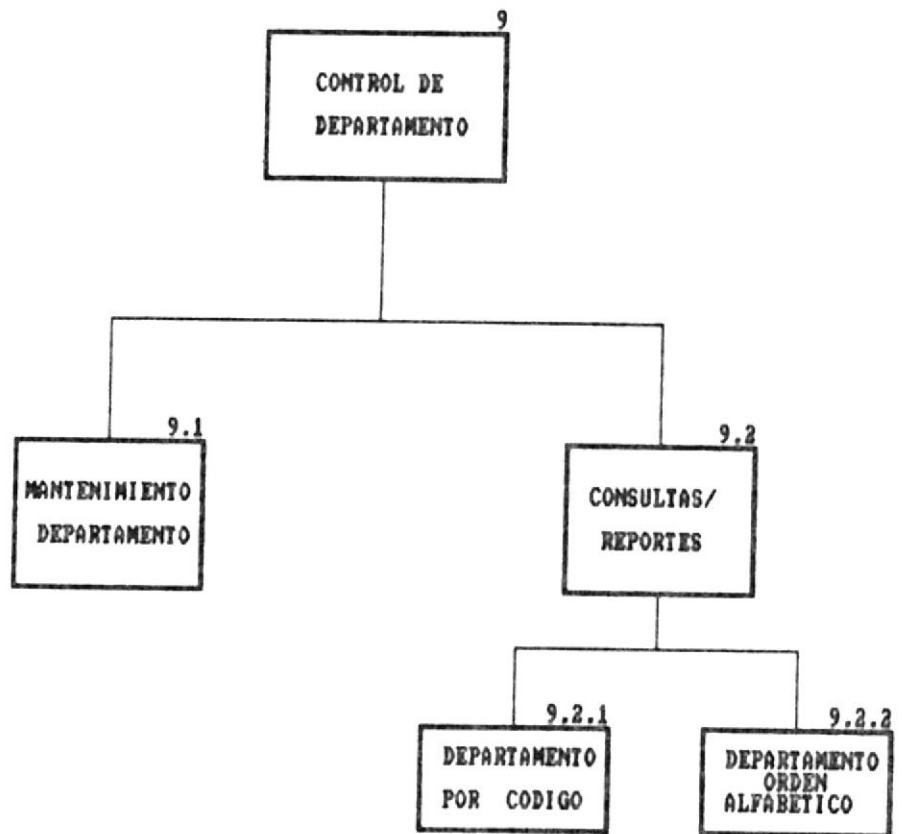 9
CONTROL DE
DEPARTAMENTO
9.1
MANTENIMIENTO
DEPARTAMENTO
9.2
CONSULTAS/
REPORTES
9.2.1
DEPARTAMENTO
POR CODIGO
9.2.2
DEPARTAMENTO
ORDEN
ALFABETICO